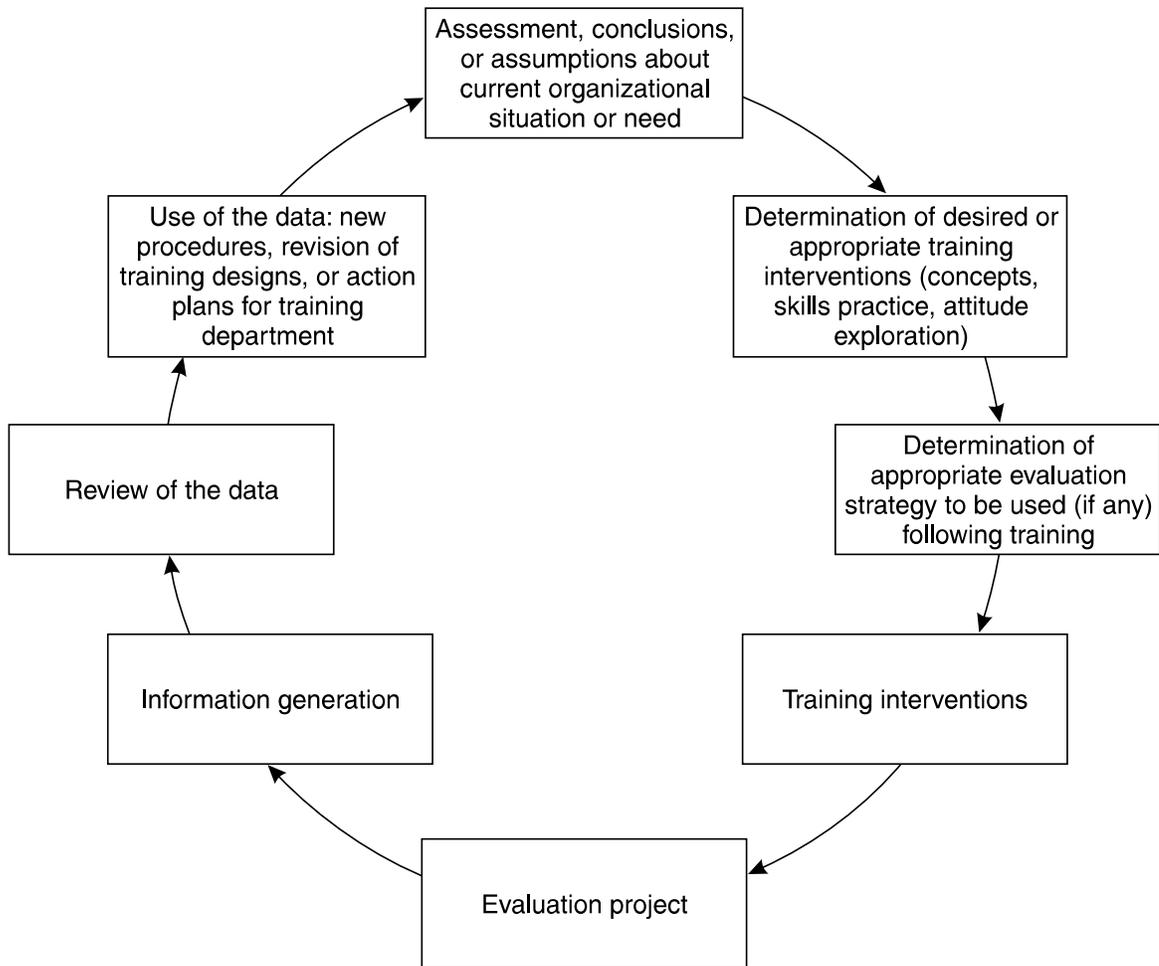 Assessment, conclusions,
or assumptions about
current organizational
situation or need
Determination of desired or
appropriate training
interventions (concepts,
skills practice, attitude
exploration)
Determination of
appropriate evaluation
strategy to be used (if any)
following training
Training interventions
Evaluation project
Information generation
Review of the data
Use of the data: new
procedures, revision of
training designs, or action
plans for training
department